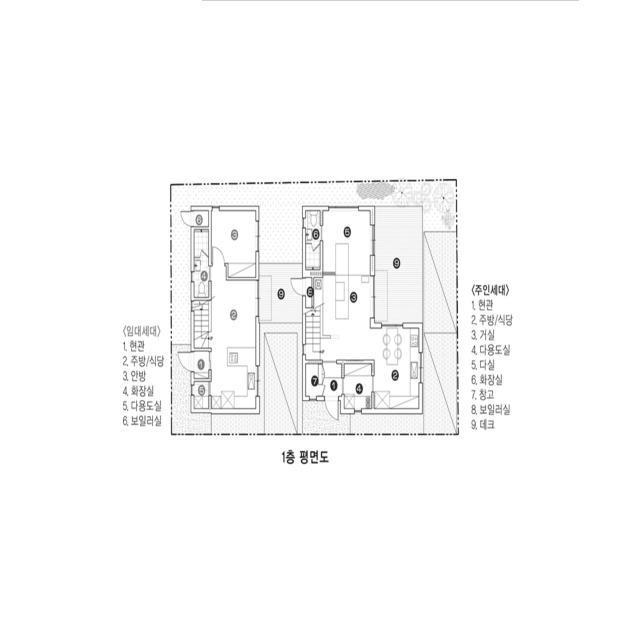 <임대세대>
1. 현관
2. 주방/식당
3. 안방
4. 화장실
5. 다용도실
6. 보일러실
<주인세대>
1. 현관
2. 주방/식당
3. 거실
4. 다용도실
5. 다실
6. 화장실
7. 창고
8. 보일러실
9. 데크
1층 평면도